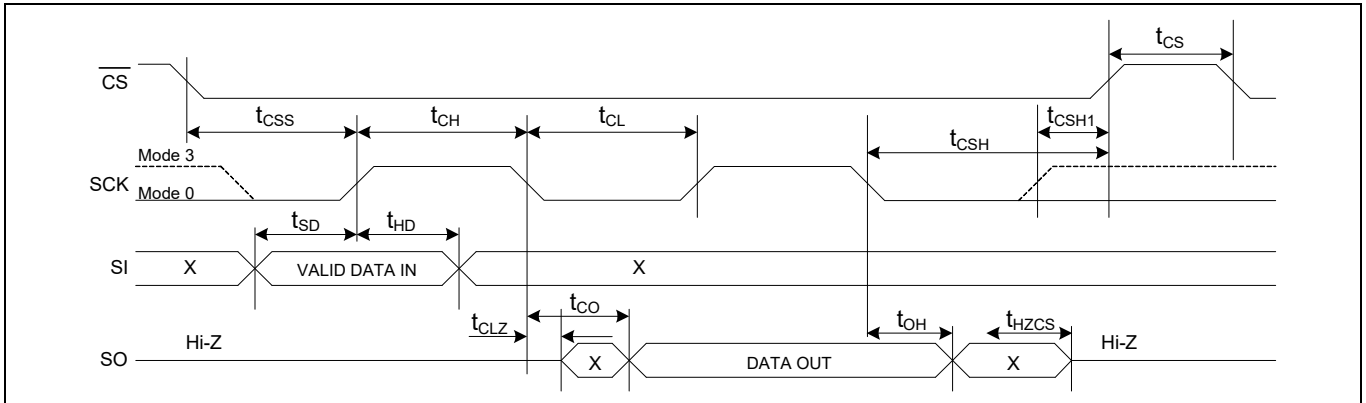 tCS
CS
tCSS tCH tCL tCSH1
tCSH
Mode 3
SCK
Mode 0
tSD tHD
SI X VALID DATA IN X
tCO
tCLZ tOH tHZCS
Hi-Z Hi-Z
SO X DATA OUT X